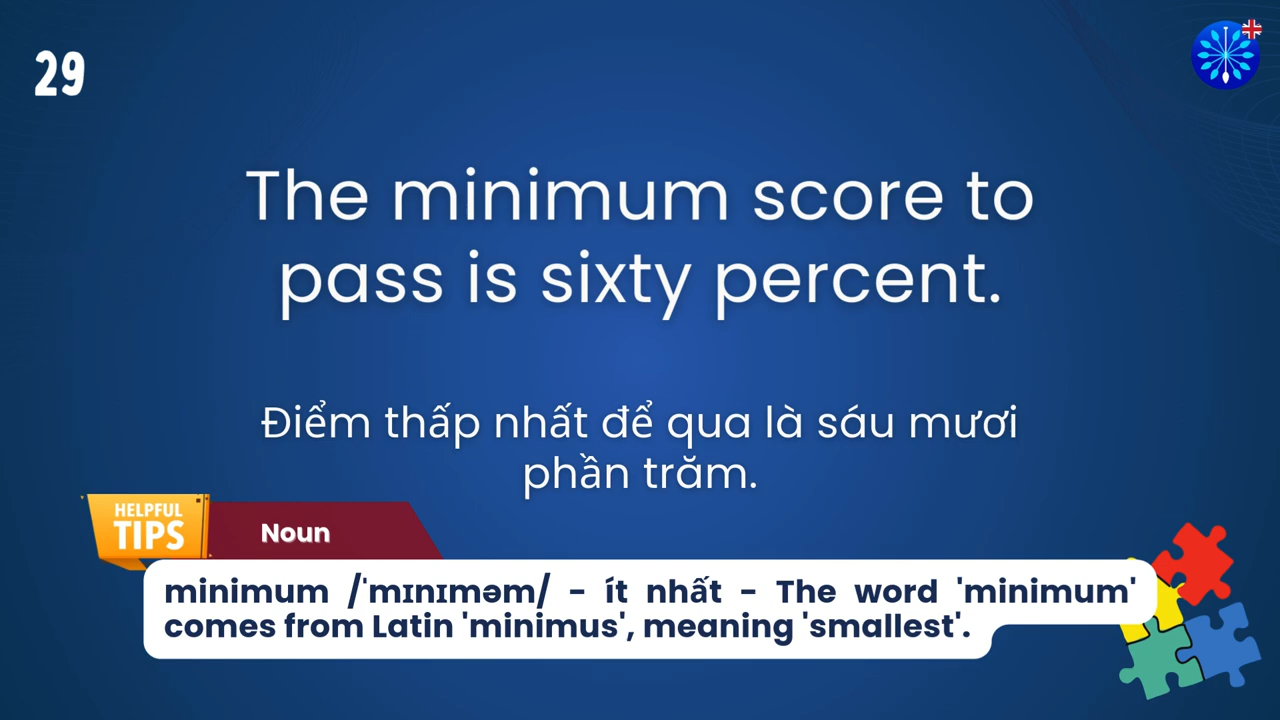 29
The minimum score to
pass is sixty percent.
Điểm thấp nhất để qua là sáu mươi
phần trăm.
HELPFUL
TIPS
Noun
minimum /ˈmɪnɪməm/ - ít nhất - The word 'minimum'
comes from Latin 'minimus', meaning 'smallest'.